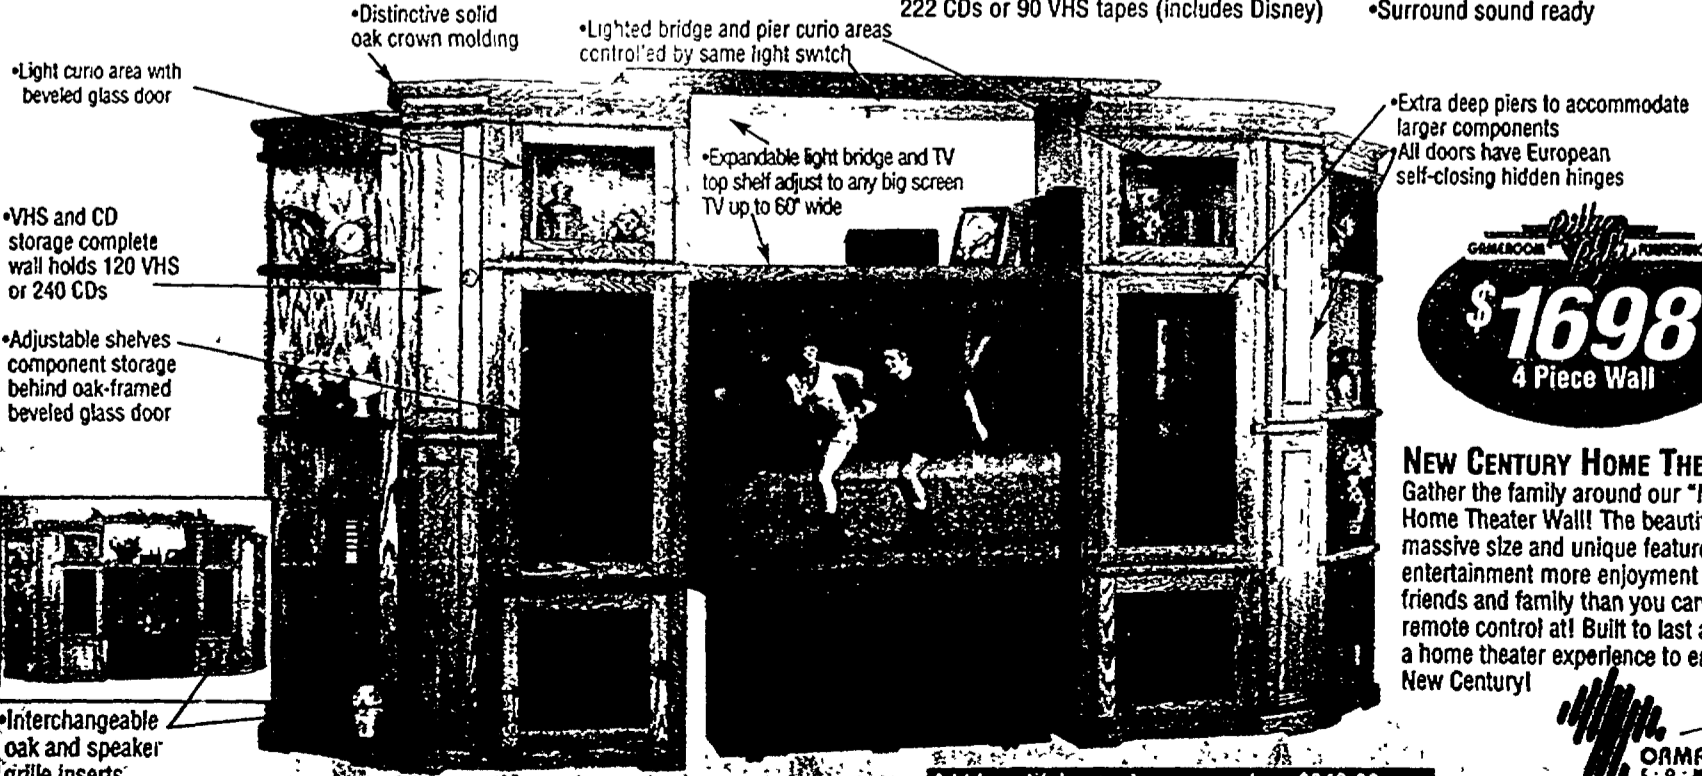 222 CDs or 90 VHS tapes (includes Disney)
•Surround sound ready
•Distinctive solid
oak crown molding
•Lighted bridge and pier curio areas
controlled by same light switch
•Light curio area with
beveled glass door
•Expandable light bridge and TV
top shelf adjust to any big screen
TV up to 60" wide
•Extra deep piers to accommodate
larger components
•All doors have European
self-closing hidden hinges
•VHS and CD
storage complete
wall holds 120 VHS
or 240 CDs
•Adjustable shelves
component storage
behind oak-framed
beveled glass door
•Interchangeable
oak and speaker
grille inserts
GAMEROOM
$1698
4 Piece Wall
NEW CENTURY HOME THE
Gather the family around our
Home Theater Wall! The beauti
massive size and unique feature
entertainment more enjoyment
friends and family than you can
remote control at! Built to last a
a home theater experience to e
New Century!